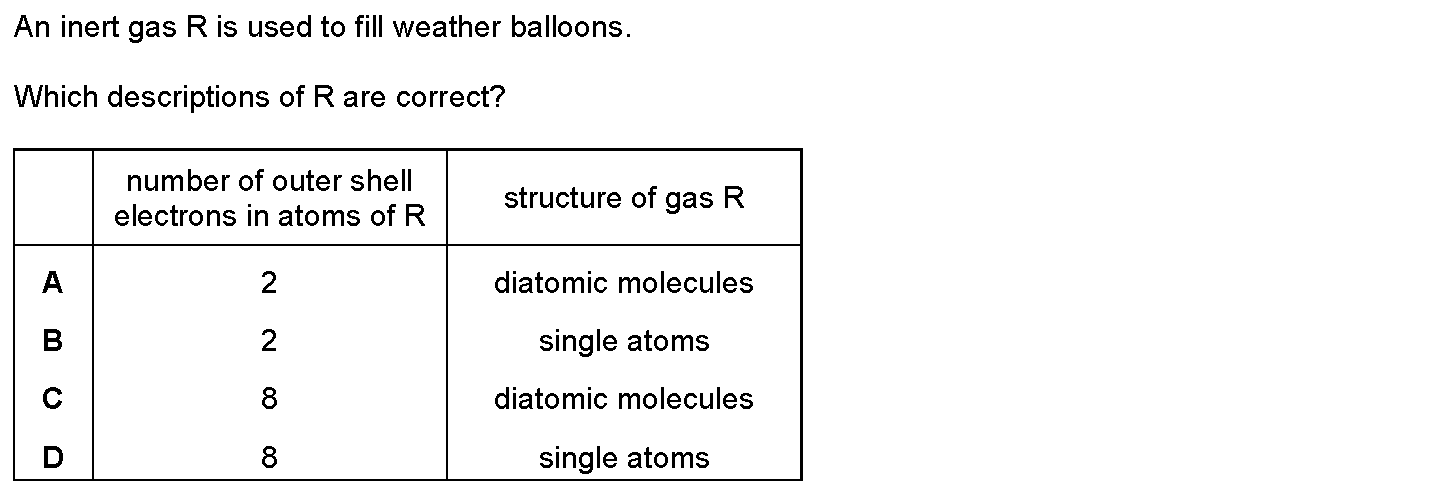 An inert gas R is used to fill weather balloons.
Which descriptions of R are correct?
number of outer shell
electrons in atoms of R
structure of gas R
A 2 diatomic molecules
B 2 single atoms
C 8 diatomic molecules
D 8 single atoms